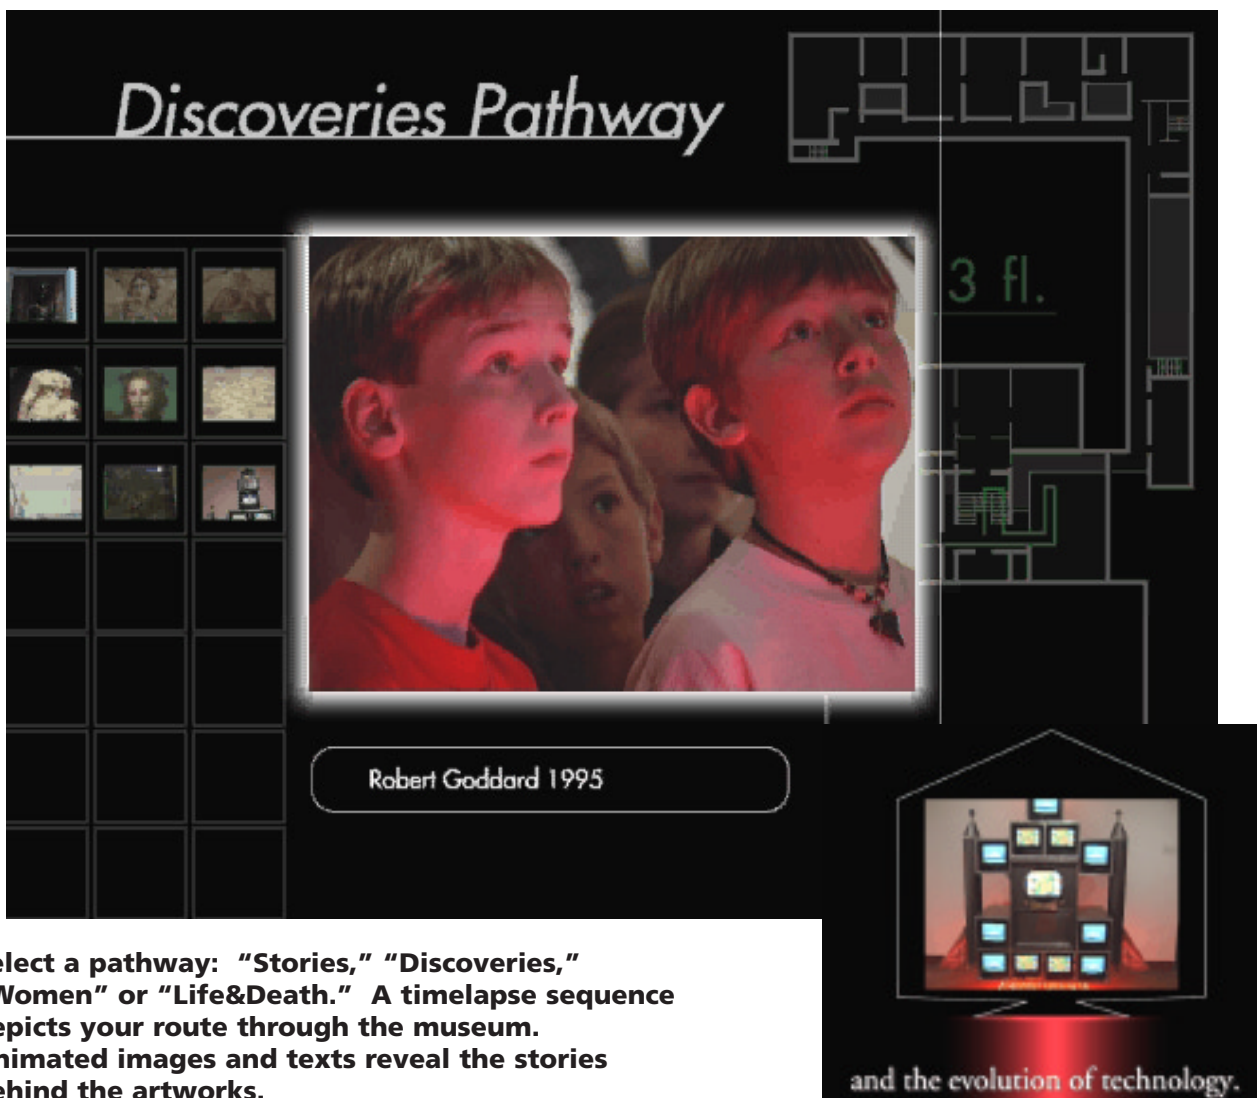 Discoveries Pathway
3 fl.
Robert Goddard 1995
elect a pathway: “Stories,” “Discoveries,”
Women” or “Life&Death.” A timelapse sequence
epicts your route through the museum.
nimated images and texts reveal the stories
ehind the artworks.
and the evolution of technology.